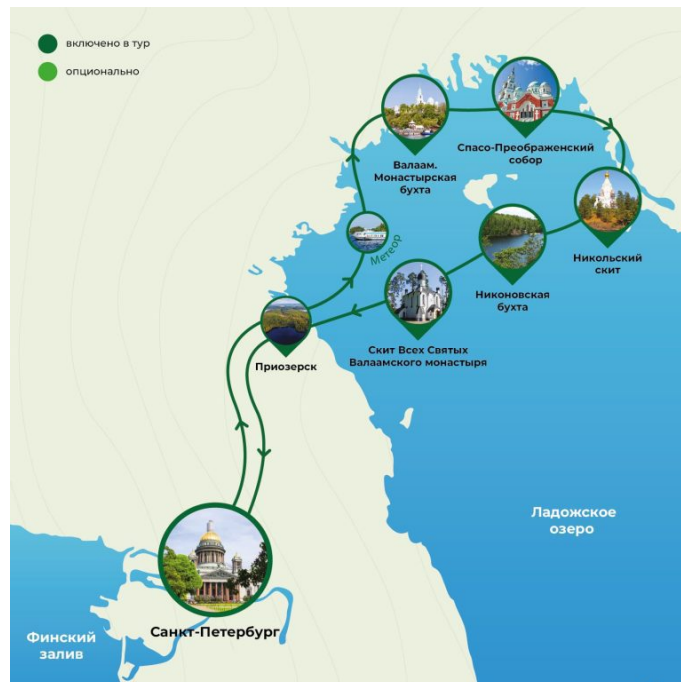 включено в тур
опционально
Валаам.
Монастырская
бухта
Спасо-Преображенский
собор
Метеор
Никольский
скит
Никоновская
бухта
Скит Всех Святых
Валаамского монастыря
Приозерск
Ладожское
озеро
Санкт-Петербург
Финский
залив